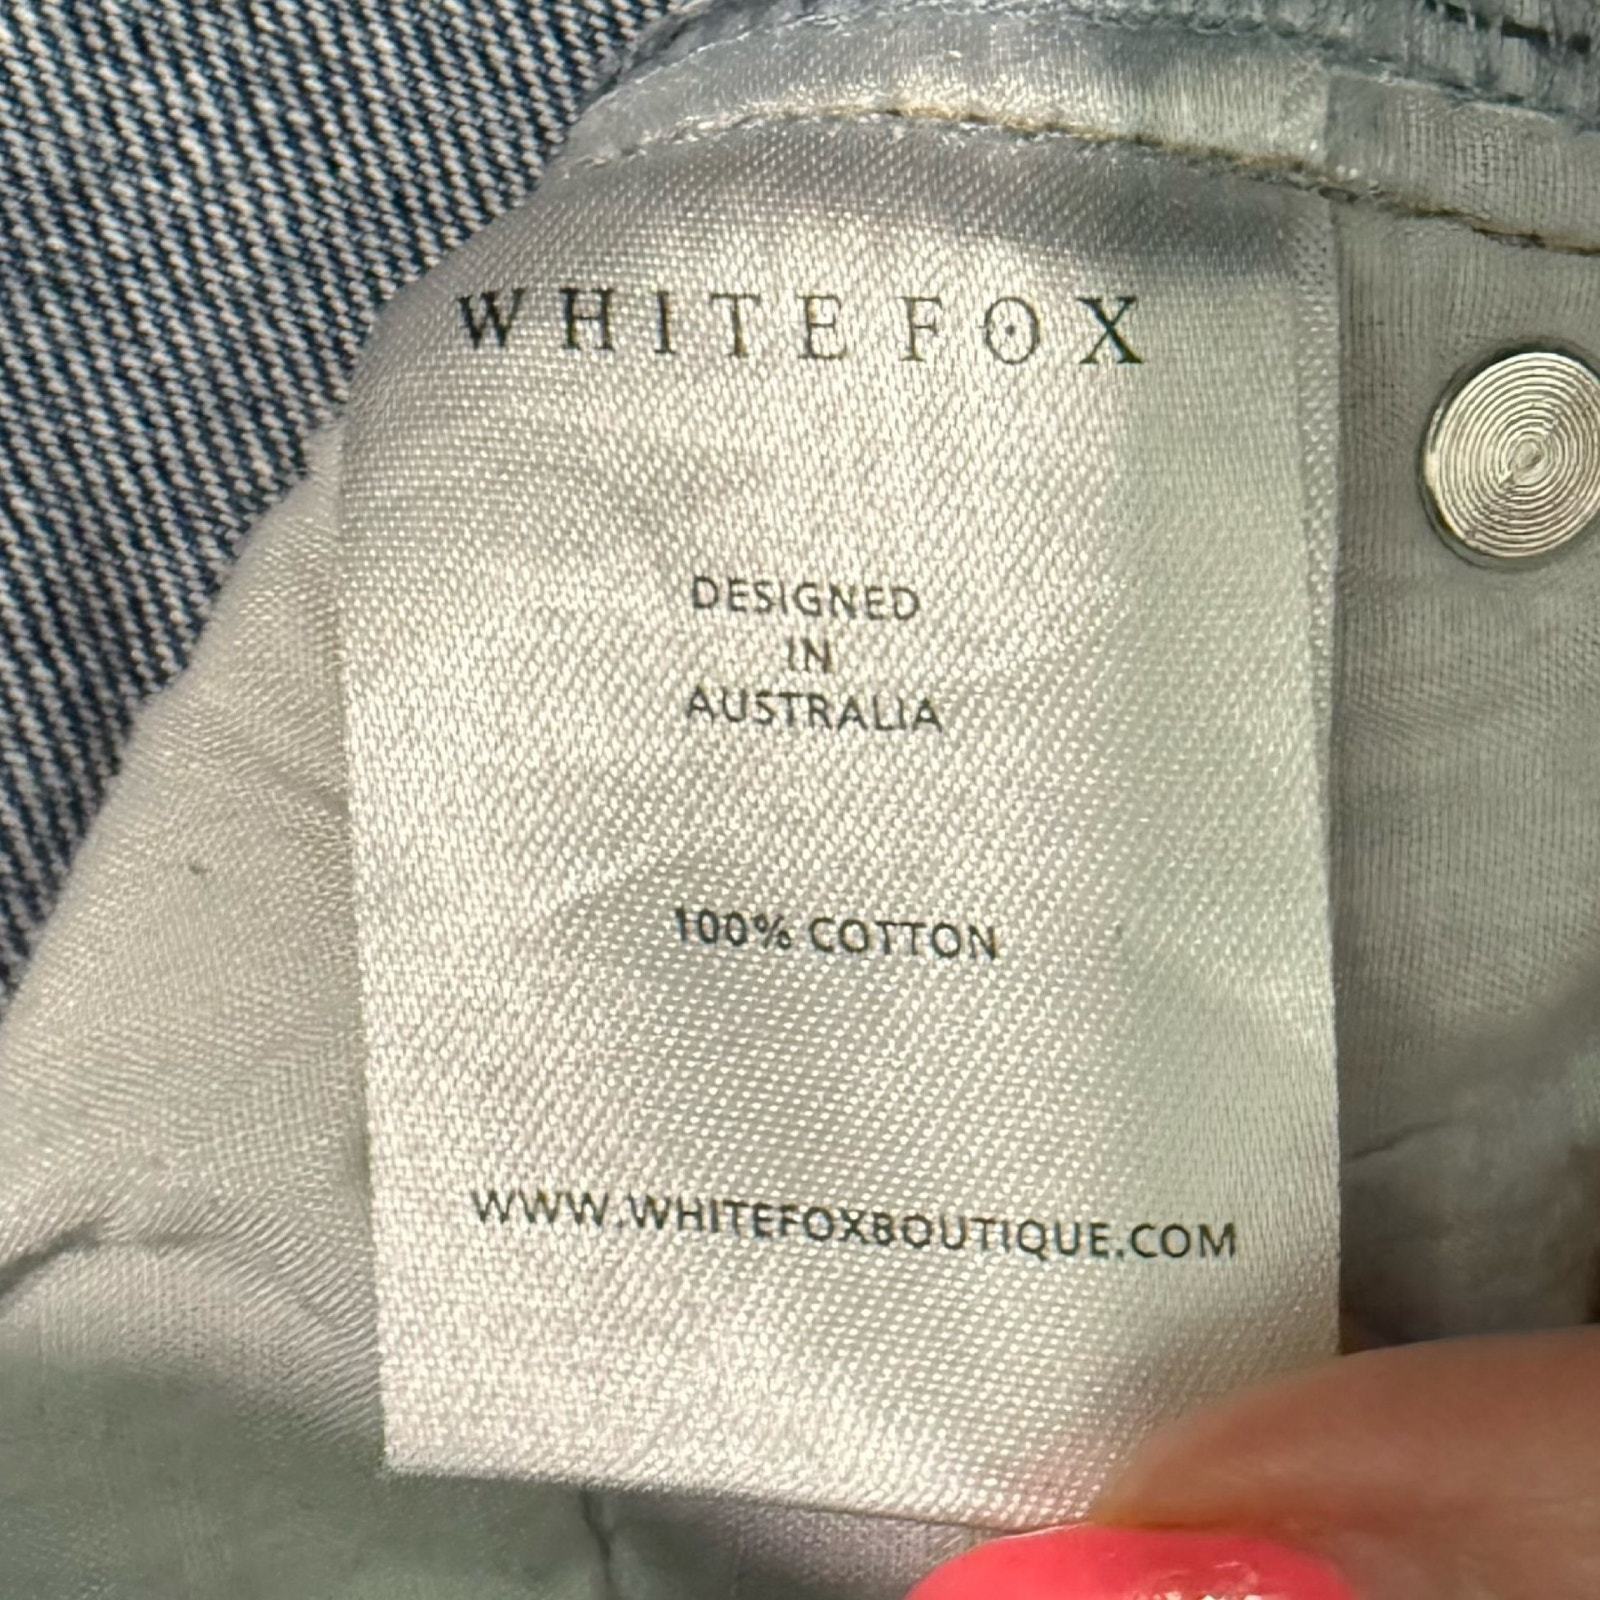 WHITE FOX
DESIGNED
IN
AUSTRALIA
100% COTTON
WWW.WHITEFOXBOUTIQUE.COM